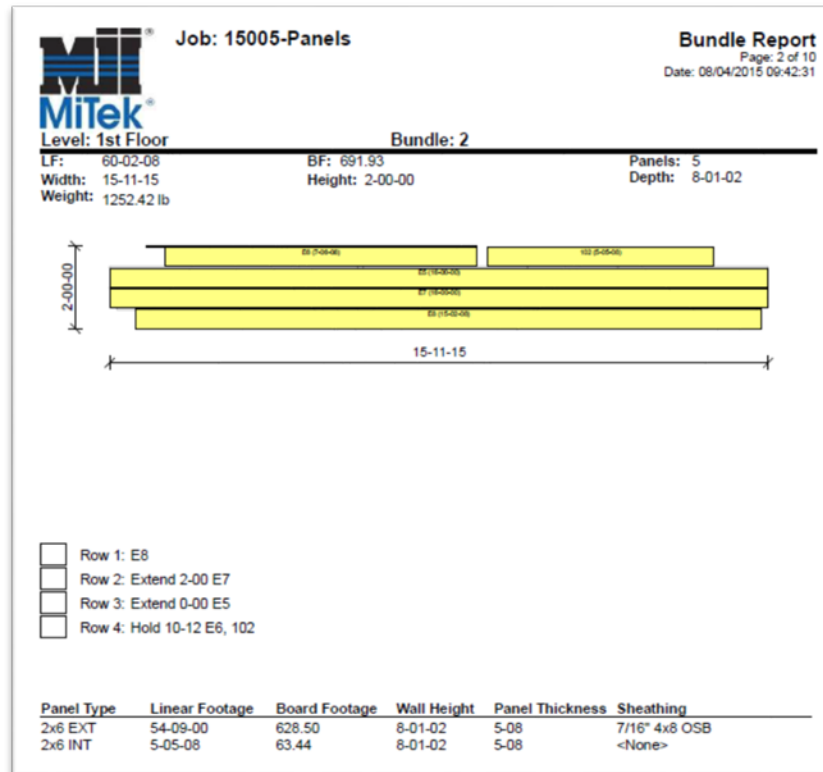 Job: 15005-Panels
Bundle Report
Page: 2 of 10
Date: 08/04/2015 09:42:31
MiTek®
Level: 1st Floor Bundle: 2
LF: 60-02-08 BF: 691.93 Panels: 5
Width: 15-11-15 Height: 2-00-00 Depth: 8-01-02
Weight: 1252.42 lb
2-00-00
15-11-15
Row 1: E8
Row 2: Extend 2-00 E7
Row 3: Extend 0-00 E5
Row 4: Hold 10-12 E6, 102
Panel Type Linear Footage Board Footage Wall Height Panel Thickness Sheathing
2x6 EXT 54-09-00 628.50 8-01-02 5-08 7/16" 4x8 OSB
2x6 INT 5-05-08 63.44 8-01-02 5-08 <None>